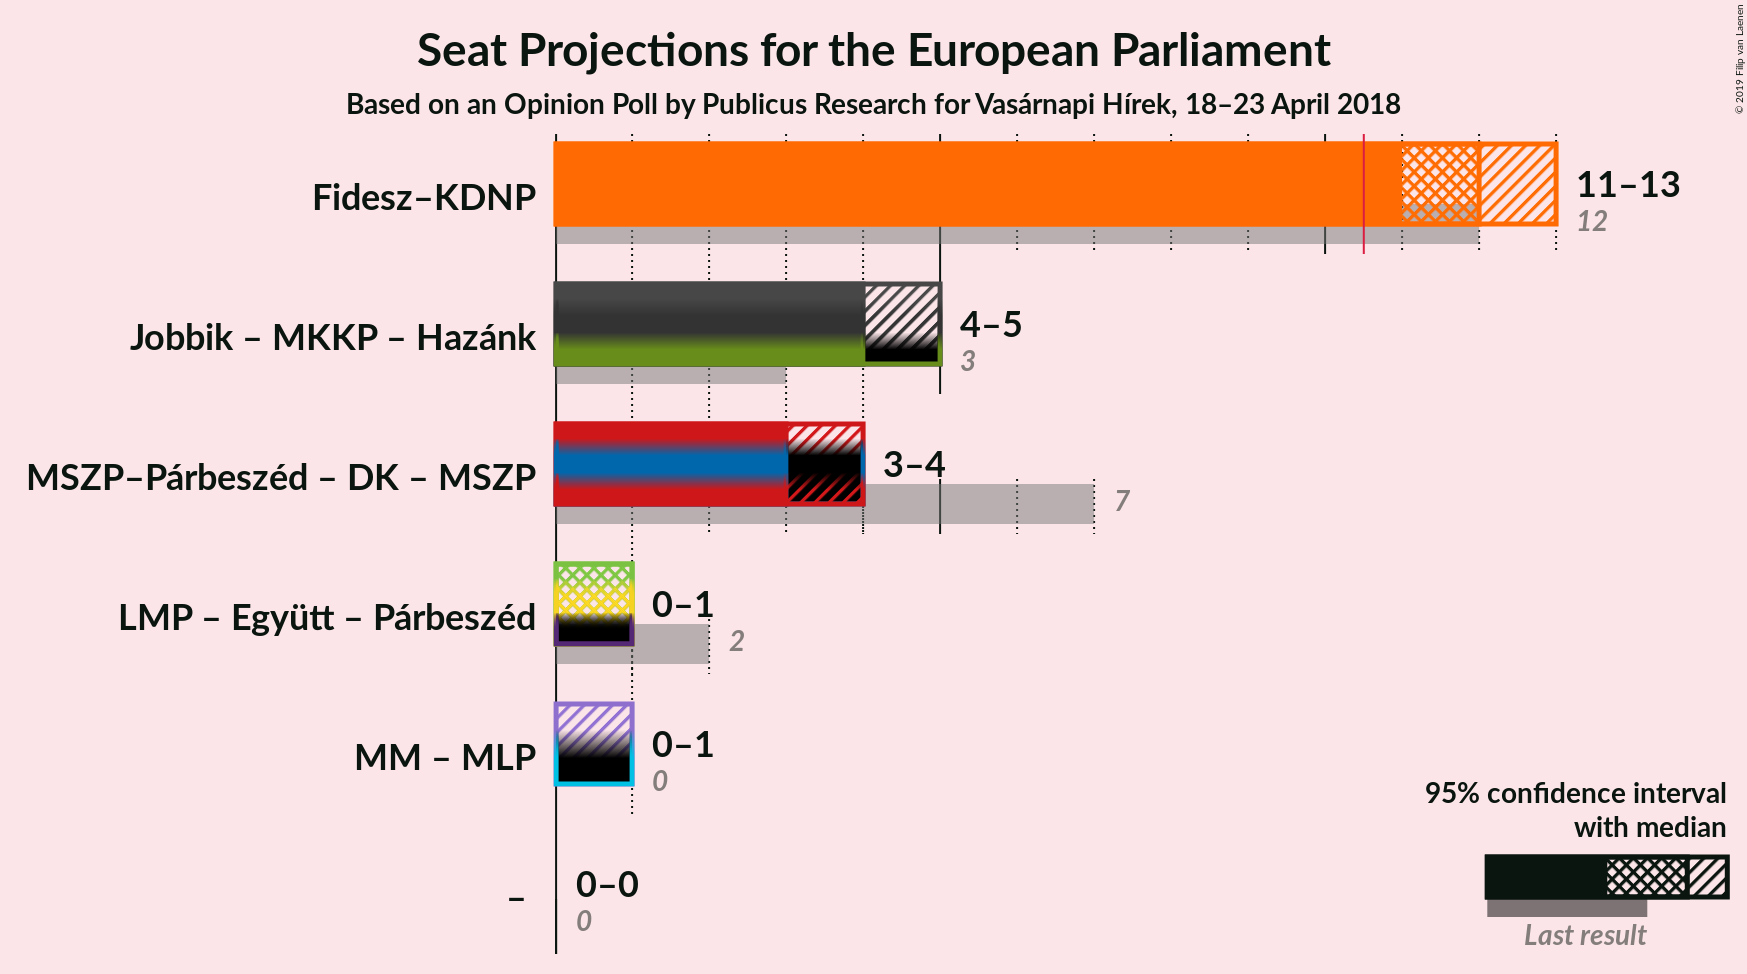 Seat Projections for the European Parliament
Based on an Opinion Poll by Publicus Research for Vasárnapi Hírek, 18–23 April 2018
© 2019 Filip van Laenen
Fidesz–KDNP
11–13
12
Jobbik – MKKP – Hazánk
4–5
3
MSZP–Párbeszéd – DK – MSZP
3–4
7
LMP – Együtt – Párbeszéd
0–1
2
MM – MLP
0–1
0
–
0–0
0
95% confidence interval
with median
Last result